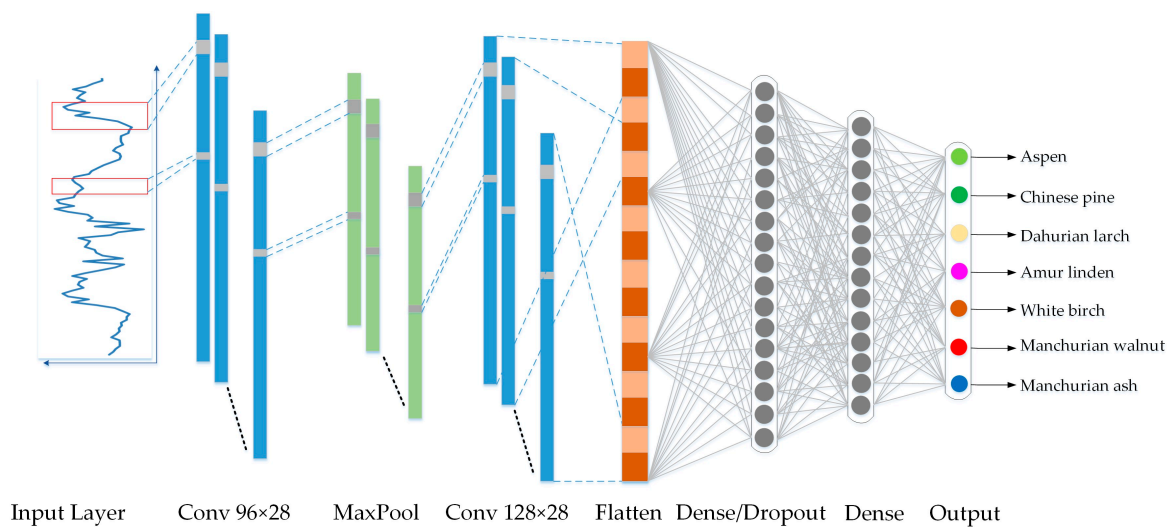 Aspen
Chinese pine
Dahurian larch
Amur linden
White birch
Manchurian walnut
Manchurian ash
Input Layer Conv 96×28 MaxPool Conv 128×28 Flatten Dense/Dropout Dense Output